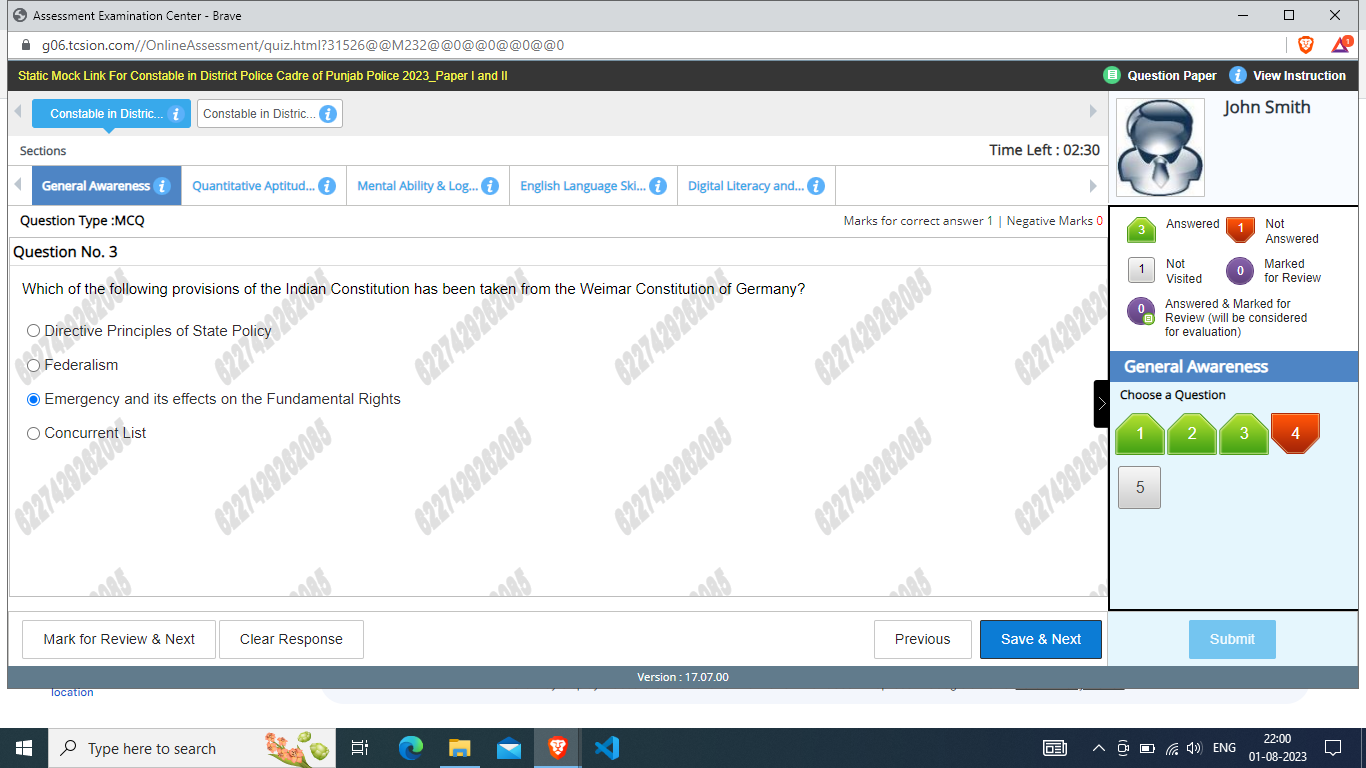 Assessment Examination Center - Brave
g06.tcsion.com//OnlineAssessment/quiz.html?31526@@M232@@0@@0@@0@@0
1
Static Mock Link For Constable in District Police Cadre of Punjab Police 2023_Paper I and II
Question Paper
View Instruction
Constable in Distric...
Constable in Distric...
John Smith
Sections
Time Left : 02:30
General Awareness
Quantitative Aptitud...
Mental Ability & Log...
English Language Ski...
Digital Literacy and...
Question Type :MCQ
Marks for correct answer 1 | Negative Marks 0
3 Answered
1 Not
Answered
1 Not
Visited
0 Marked
for Review
0 Answered & Marked for
Review (will be considered
for evaluation)
Question No. 3
Which of the following provisions of the Indian Constitution has been taken from the Weimar Constitution of Germany?
Directive Principles of State Policy
Federalism
Emergency and its effects on the Fundamental Rights
Concurrent List
6227429262085
General Awareness
Choose a Question
1 2 3 4
5
Mark for Review & Next
Clear Response
Previous
Save & Next
Submit
Version : 17.07.00
location
Type here to search
ENG
22:00
01-08-2023